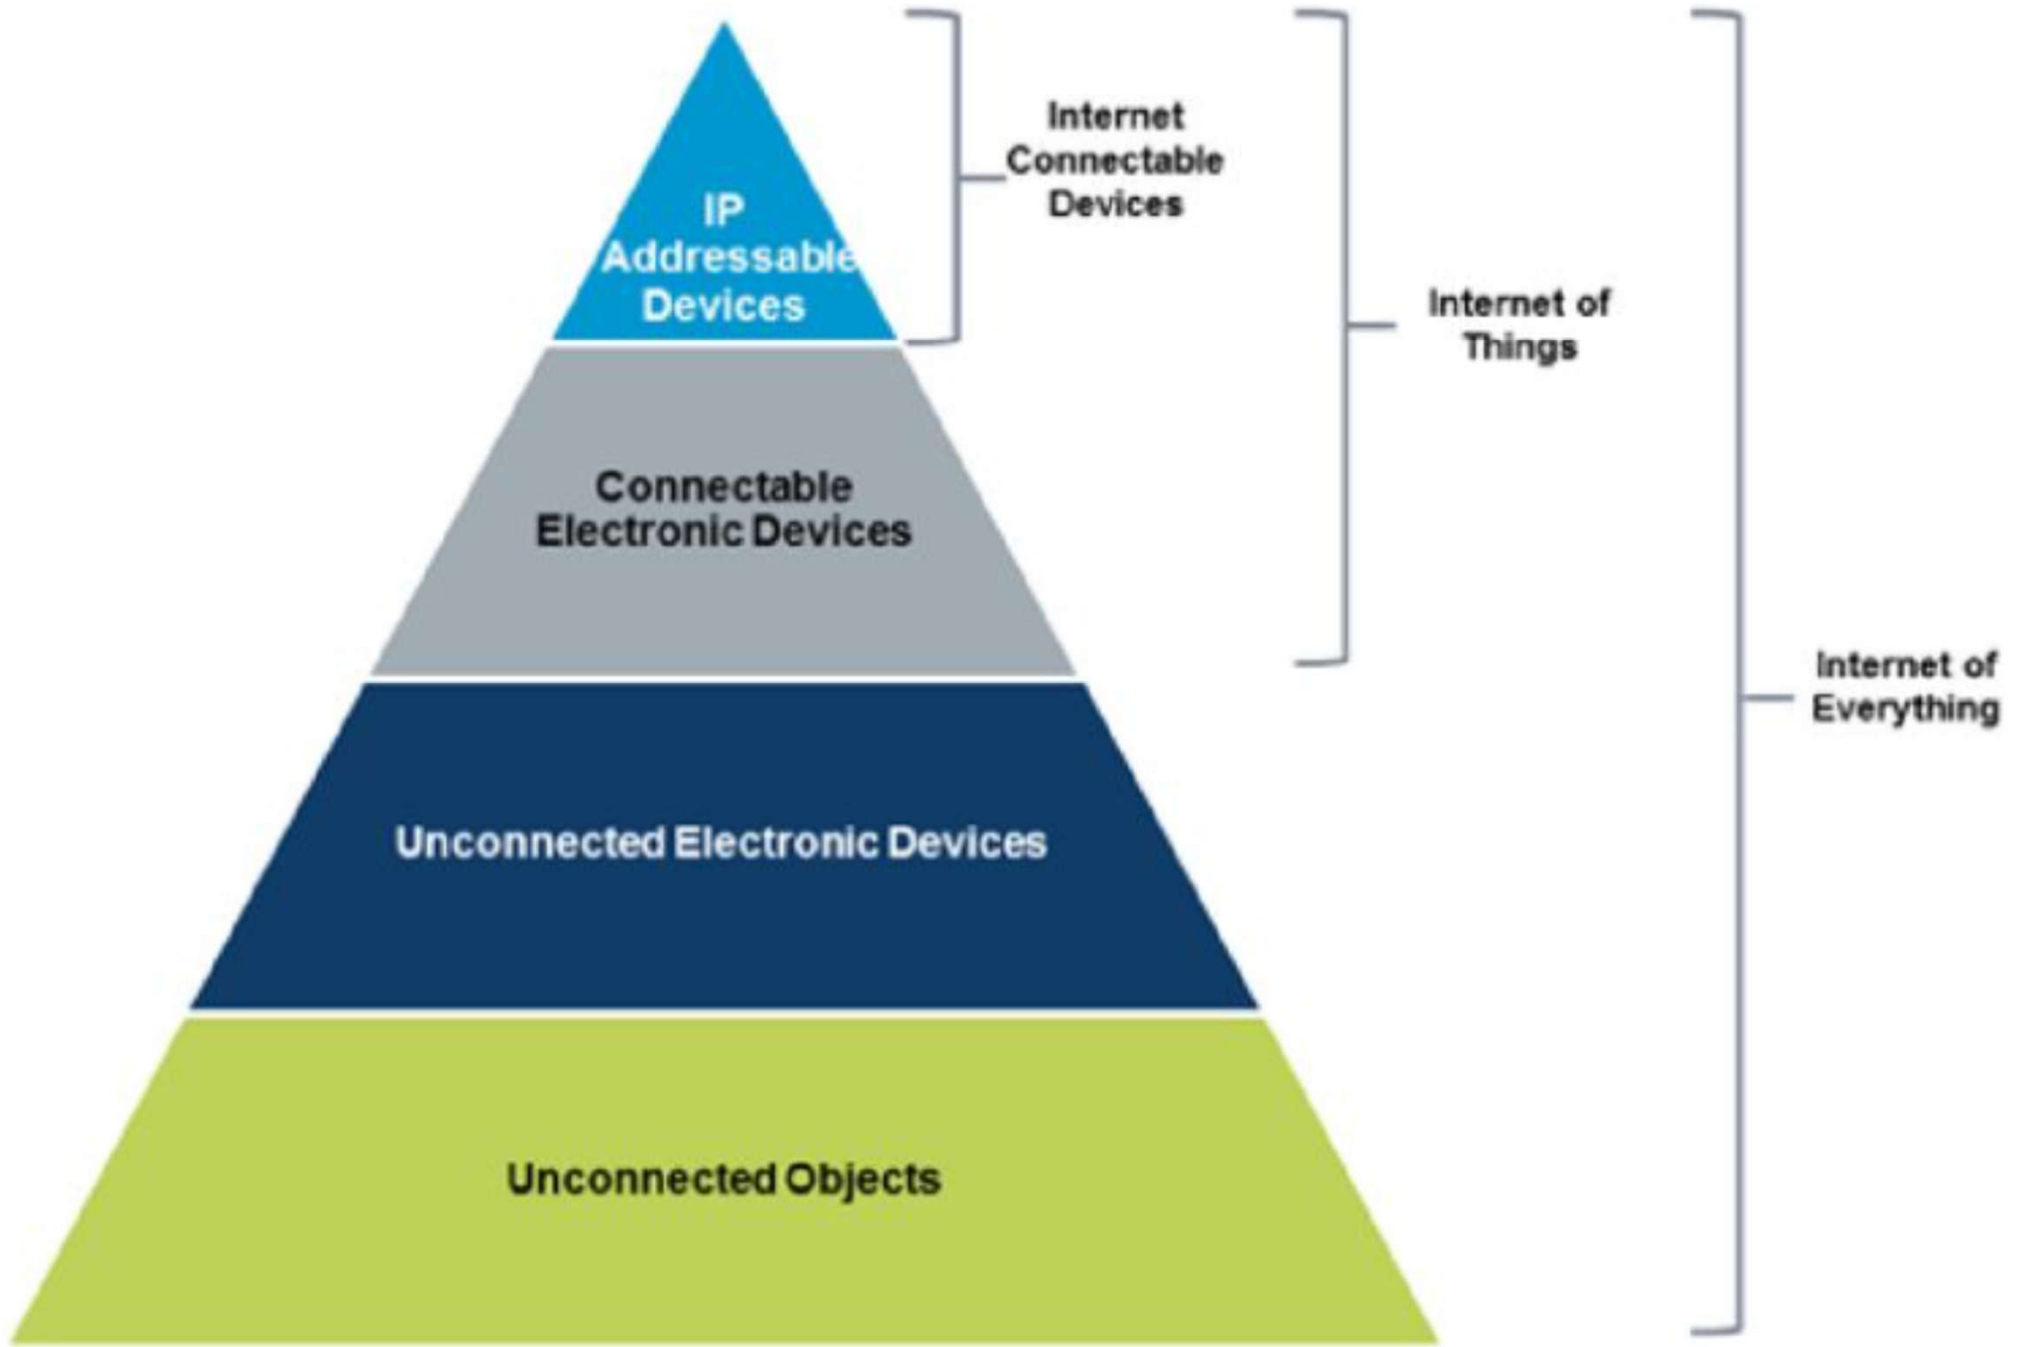 IP
Addressable
Devices
Internet
Connectable
Devices
Internet of
Things
Connectable
Electronic Devices
Internet of
Everything
Unconnected Electronic Devices
Unconnected Objects